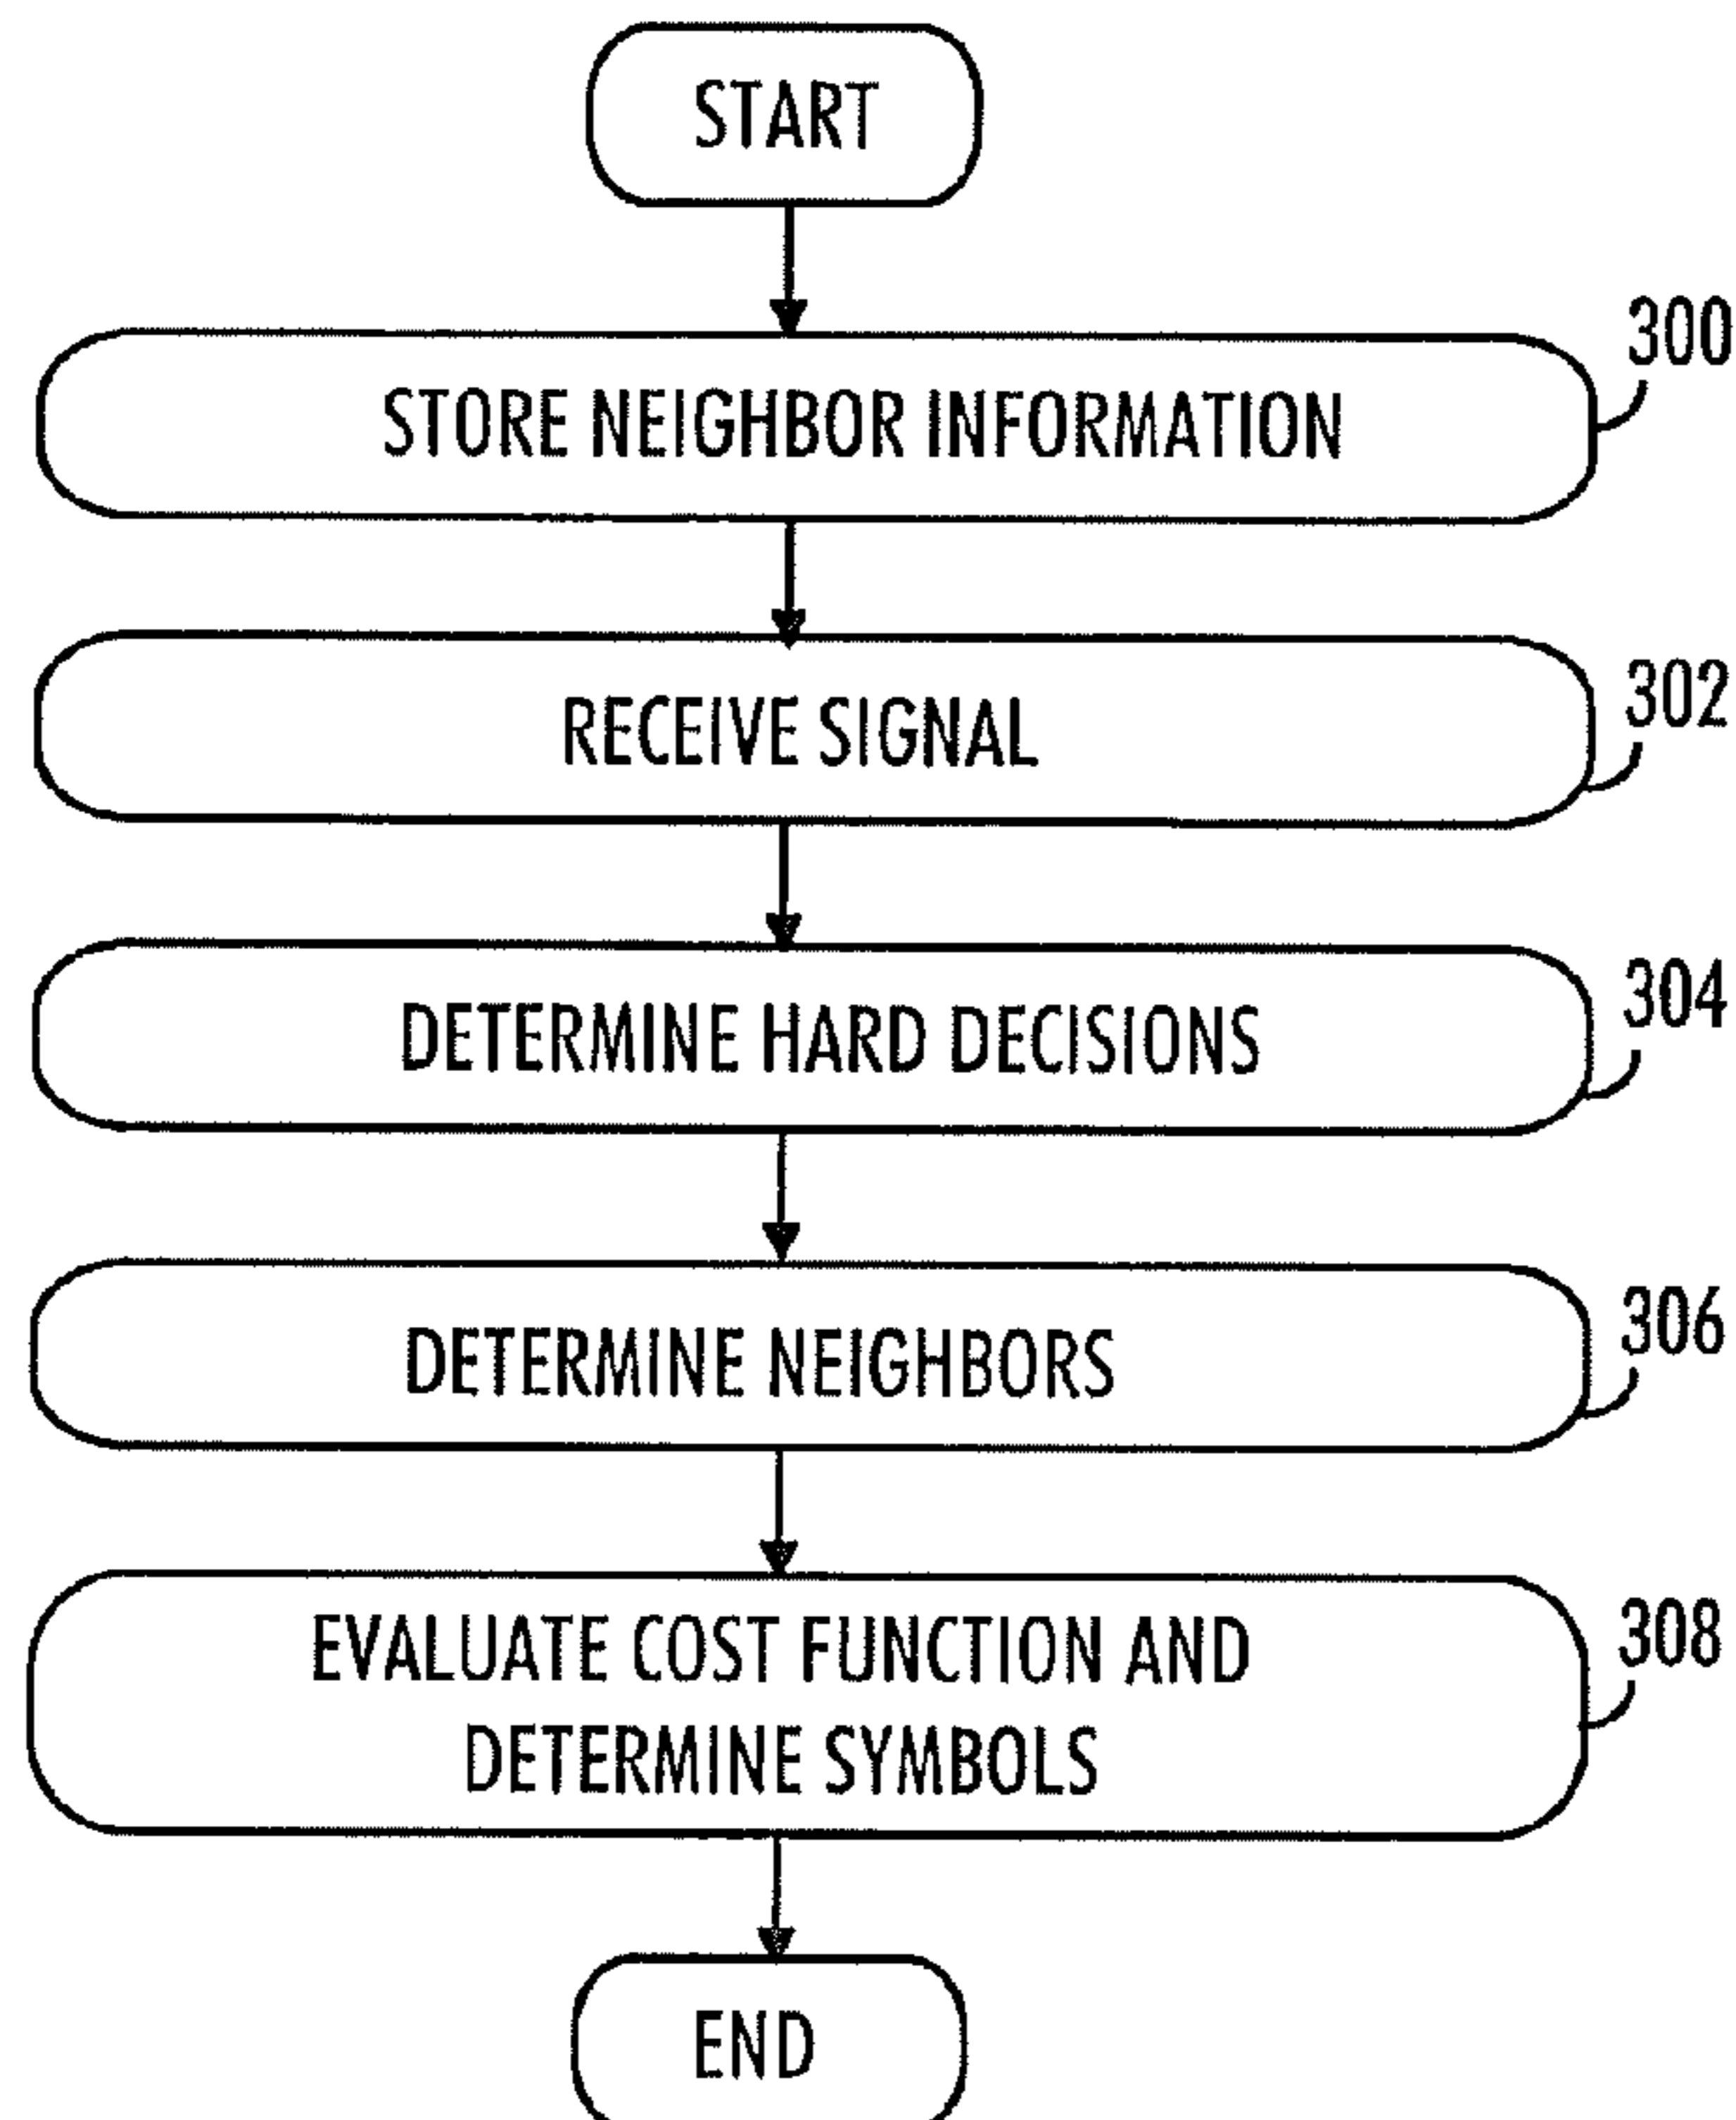 START
300
STORE NEIGHBOR INFORMATION
302
RECEIVE SIGNAL
304
DETERMINE HARD DECISIONS
306
DETERMINE NEIGHBORS
308
EVALUATE COST FUNCTION AND
DETERMINE SYMBOLS
END